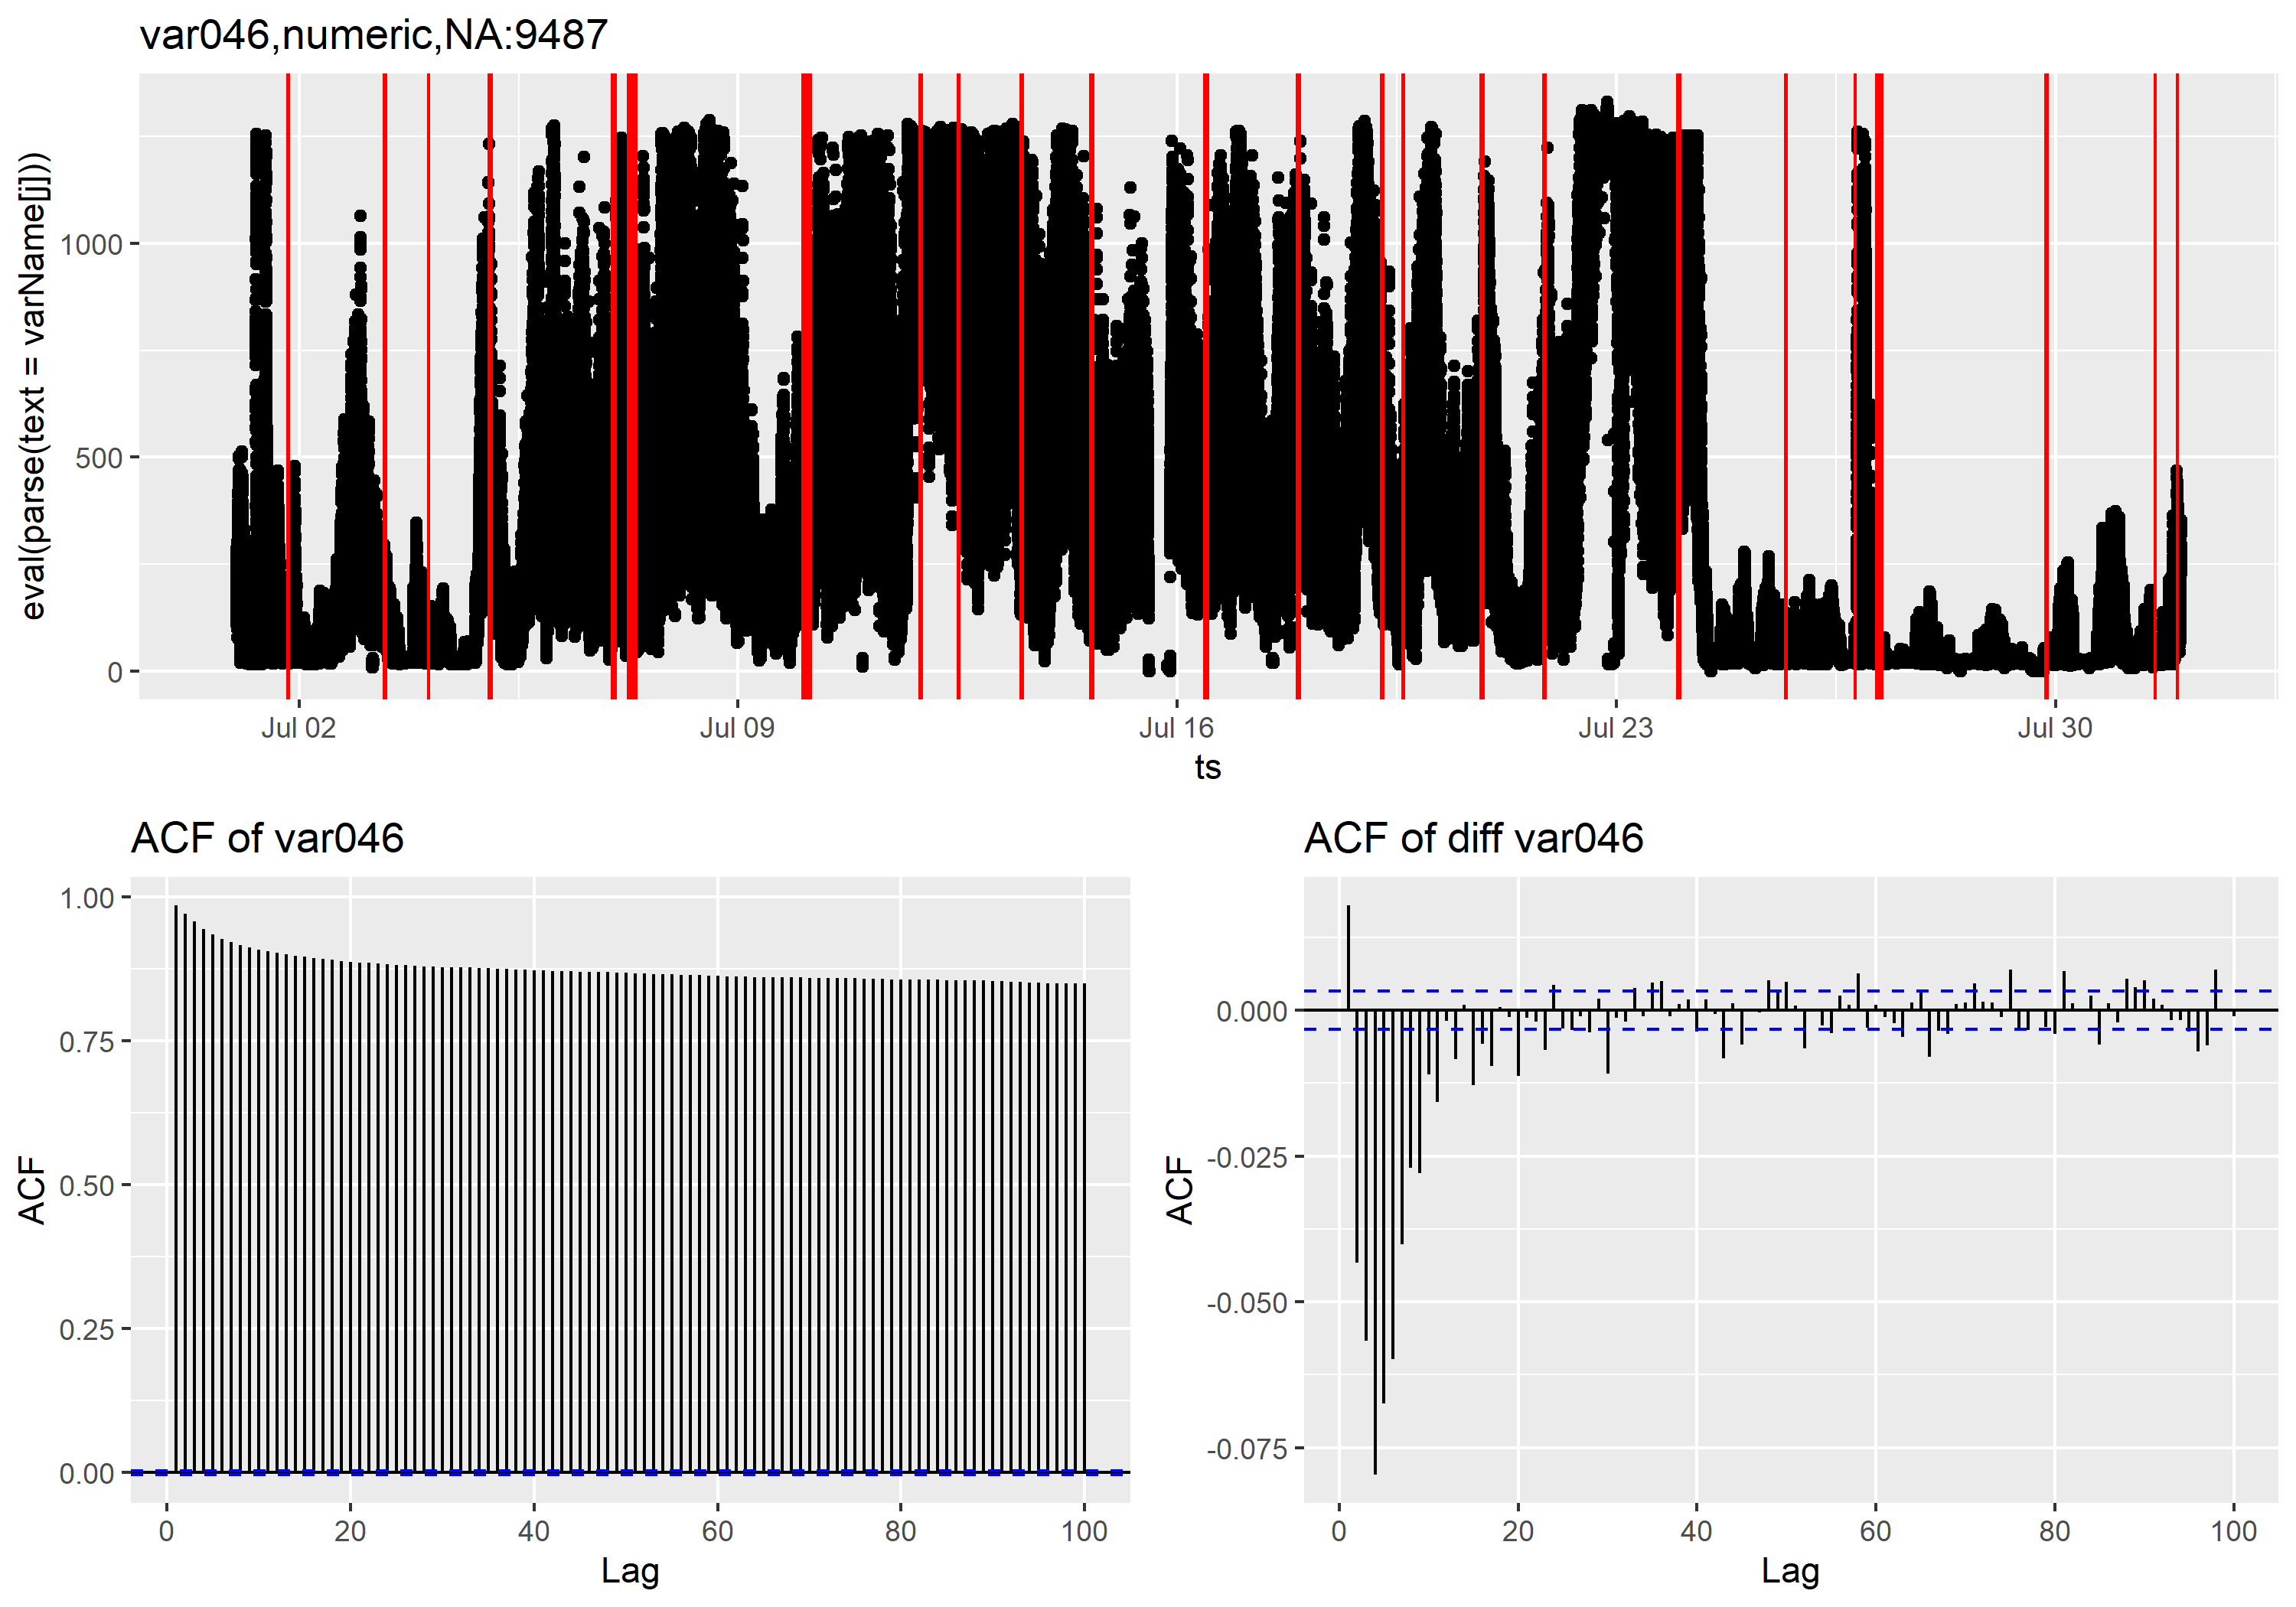 var046,numeric,NA:9487
eval(parse(text = varName[j]))
1000
500
0
Jul 02 Jul 09 Jul 16 Jul 23 Jul 30
ts
ACF of var046
ACF
1.00
0.75
0.50
0.25
0.00
0 20 40 60 80 100
Lag
ACF of diff var046
ACF
0.000
-0.025
-0.050
-0.075
0 20 40 60 80 100
Lag